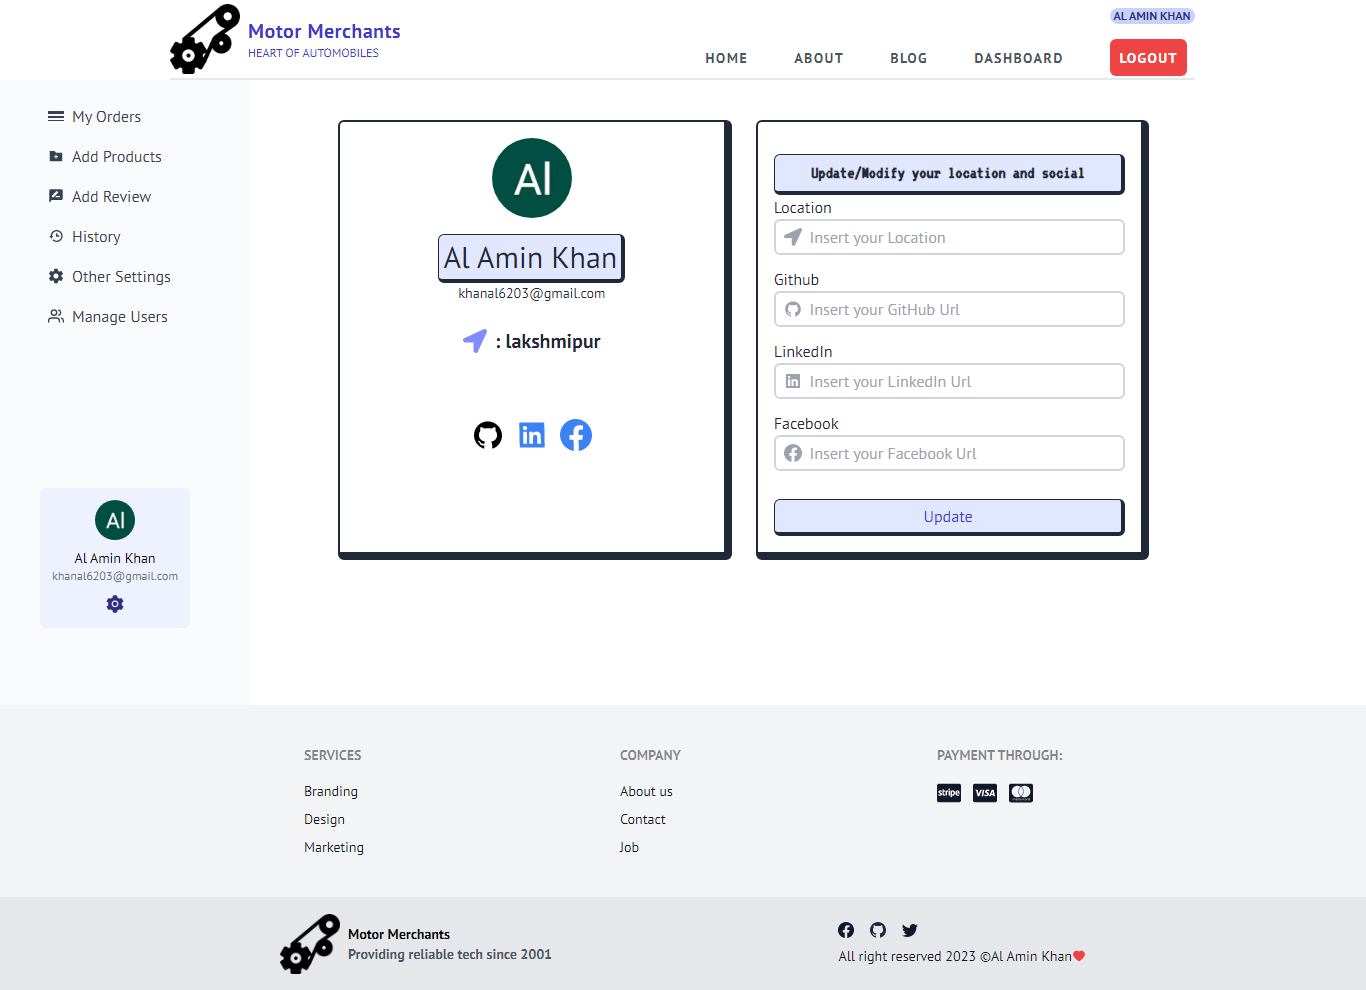 Motor Merchants
HEART OF AUTOMOBILES
AL AMIN KHAN
HOME
ABOUT
BLOG
DASHBOARD
LOGOUT
My Orders
Add Products
Add Review
History
Other Settings
Manage Users
Al
Al Amin Khan
khanal6203@gmail.com
Al
Al Amin Khan
khanal6203@gmail.com
: lakshmipur
in
Update/Modify your location and social
Location
Insert your Location
Github
Insert your GitHub Url
LinkedIn
Insert your LinkedIn Url
Facebook
Insert your Facebook Url
Update
SERVICES
Branding
Design
Marketing
COMPANY
About us
Contact
Job
PAYMENT THROUGH:
stripe
VISA
Motor Merchants
Providing reliable tech since 2001
All right reserved 2023 ©Al Amin Khan